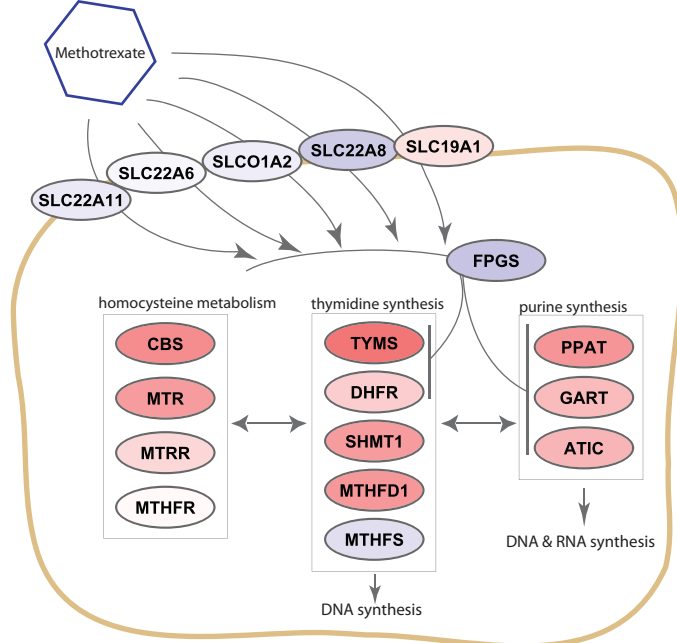 Methotrexate
SLC19A1
SLC22A8
SLCO1A2
SLC22A6
SLC22A11
FPGS
homocysteine metabolism
CBS
MTR
MTRR
MTHFR
thymidine synthesis
TYMS
DHFR
SHMT1
MTHFD1
MTHFS
DNA synthesis
purine synthesis
PPAT
GART
ATIC
DNA & RNA synthesis